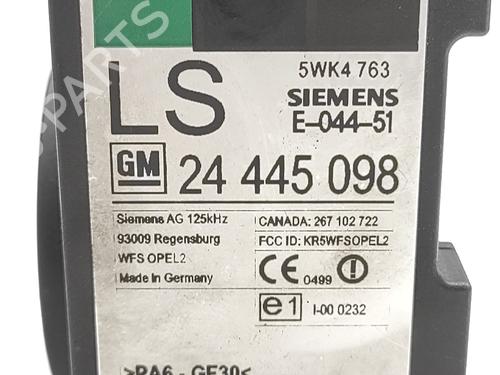 PARTS
LS
5WK4 763
SIEMENS
E-044-51
GM
24 445 098
Siemens AG 125kHz
93009 Regensburg
WFS OPEL2
Made in Germany
CANADA: 267 102 722
FCC ID: KR5WFSOPEL2
CE 0499
e1 I-00 0232
>PA6 - GF30<